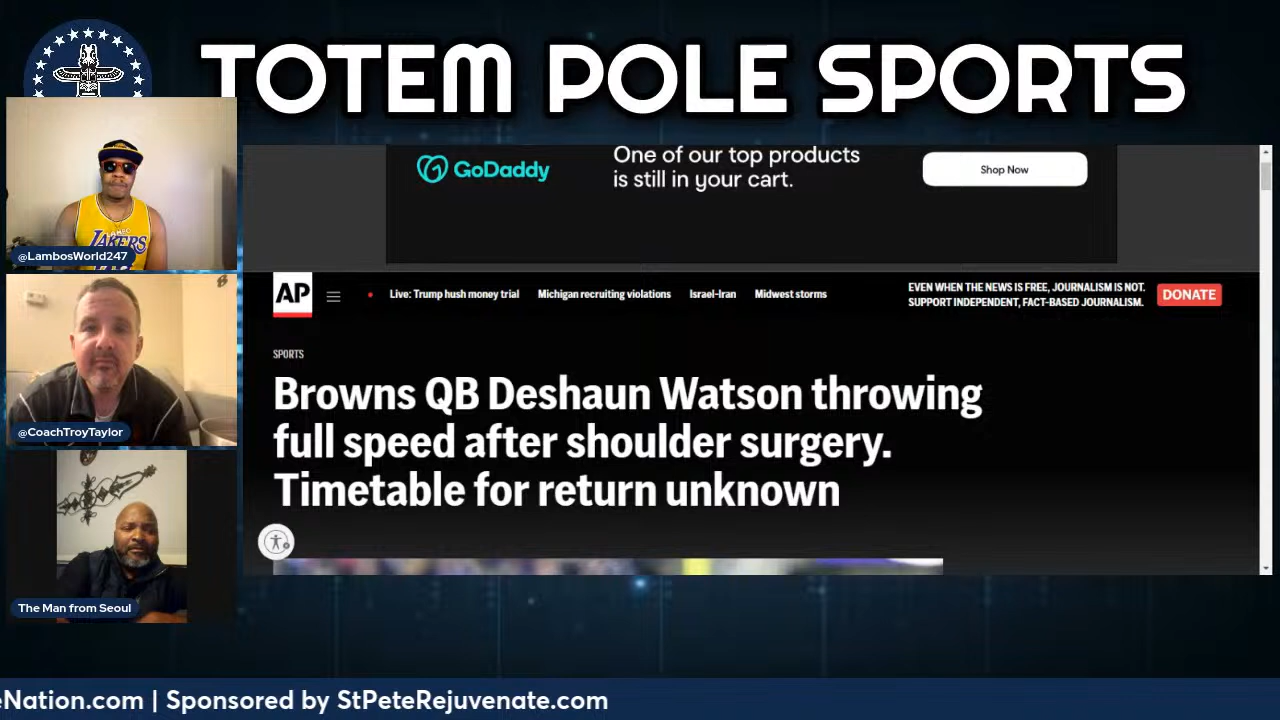 TOTEM POLE SPORTS
GoDaddy
One of our top products
is still in your cart.
Shop Now
LAKERS
@LambosWorld247
AP
Live: Trump hush money trial
Michigan recruiting violations
Israel-Iran
Midwest storms
EVEN WHEN THE NEWS IS FREE, JOURNALISM IS NOT.
SUPPORT INDEPENDENT, FACT-BASED JOURNALISM.
DONATE
SPORTS
Browns QB Deshaun Watson throwing
full speed after shoulder surgery.
Timetable for return unknown
@CoachTroyTaylor
The Man from Seoul
eNation.com | Sponsored by StPeteRejuvenate.com